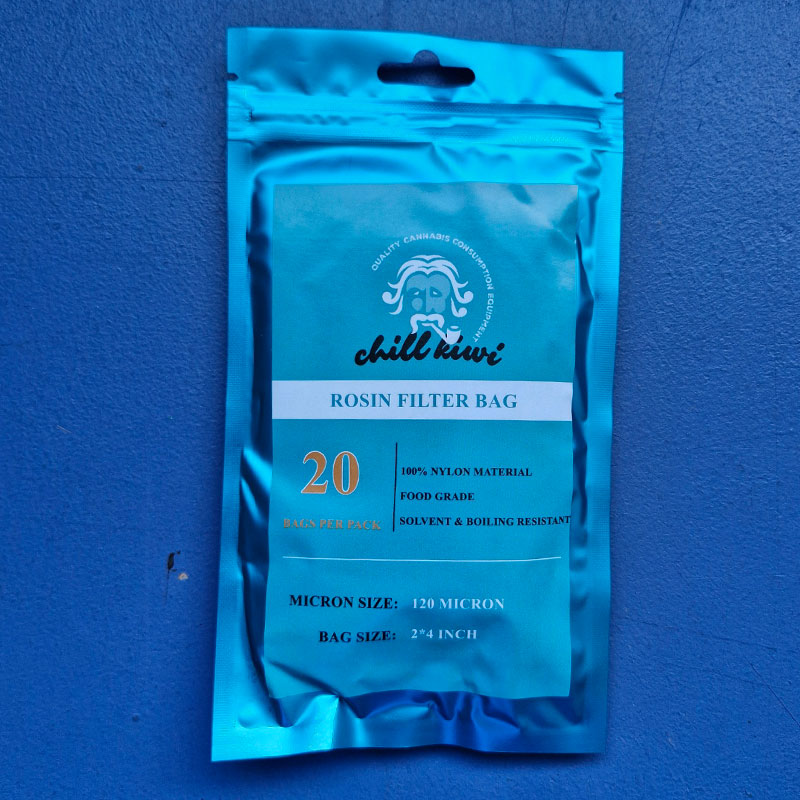 QUALITY CANNABIS CONSUMPTION EQUIPMENT
chill kiwi
ROSIN FILTER BAG
20
BAGS PER PACK
100% NYLON MATERIAL
FOOD GRADE
SOLVENT & BOILING RESISTANT
MICRON SIZE: 120 MICRON
BAG SIZE: 2*4 INCH